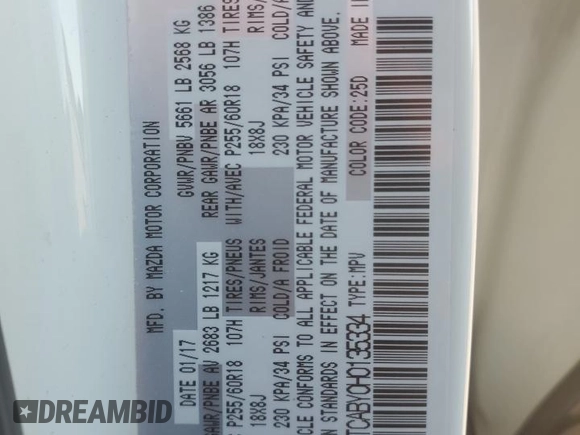 MFD. BY MAZDA MOTOR CORPORATION
DATE 01/17 GVWR/PNBV 5661 LB 2568 KG
GAWR/PNBE AV 2683 LB 1217 KG REAR GAWR/PNBE AR 3056 LB 1386
P255/60R18 107H TIRES/PNEUS WITH/AVEC P255/60R18 107H TIRES/
18X8J RIMS/JANTES 18X8J RIMS/
230 KPA/34 PSI COLD/A FROID 230 KPA/34 PSI COLD/A
CONFORMS TO ALL APPLICABLE FEDERAL MOTOR VEHICLE SAFETY AND
STANDARDS IN EFFECT ON THE DATE OF MANUFACTURE SHOWN ABOVE.
TCABY0H0135334 TYPE:MPV COLOR CODE:25D MADE
DREAMBID
DREAMBID